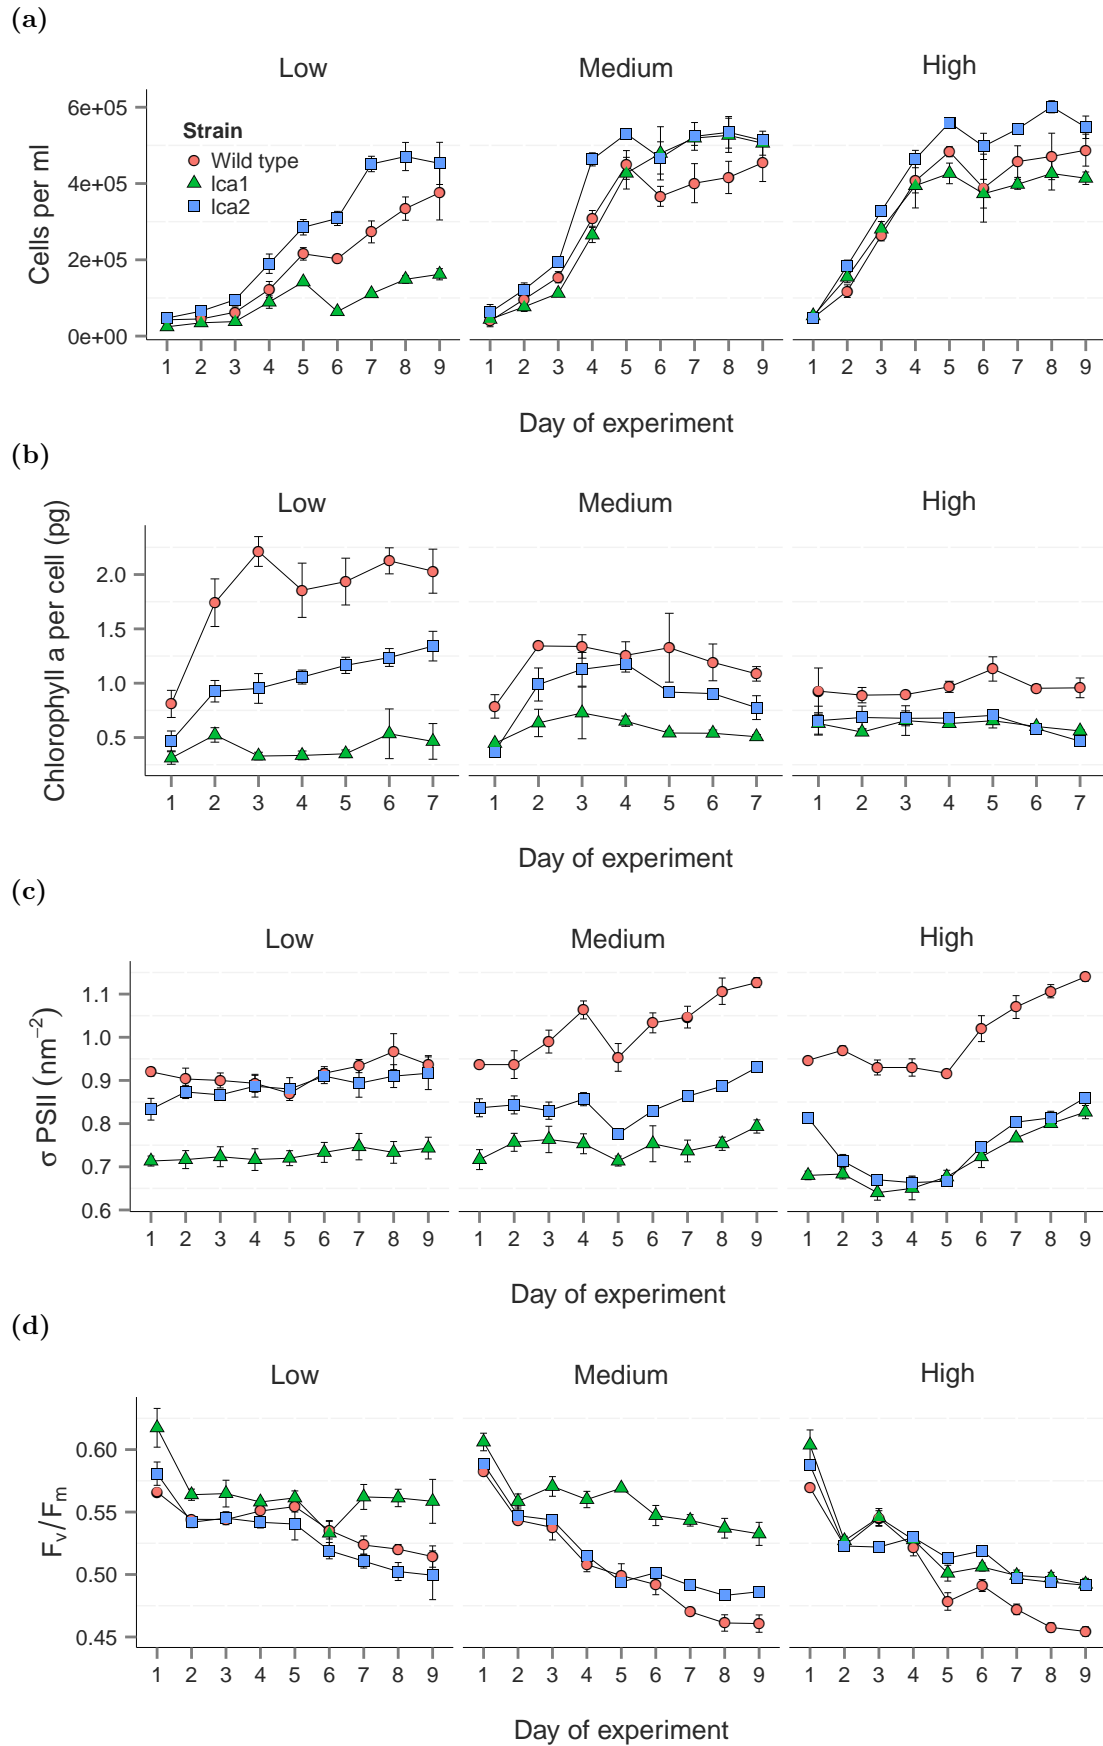 (a)
Low Medium High
Cells per ml
6e+05
4e+05
2e+05
0e+00
Strain
Wild type
lca1
lca2
1 2 3 4 5 6 7 8 9 1 2 3 4 5 6 7 8 9 1 2 3 4 5 6 7 8 9
Day of experiment
(b)
Low Medium High
Chlorophyll a per cell (pg)
2.0
1.5
1.0
0.5
1 2 3 4 5 6 7 1 2 3 4 5 6 7 1 2 3 4 5 6 7
Day of experiment
(c)
Low Medium High
σ PSII (nm⁻²)
1.1
1.0
0.9
0.8
0.7
0.6
1 2 3 4 5 6 7 8 9 1 2 3 4 5 6 7 8 9 1 2 3 4 5 6 7 8 9
Day of experiment
(d)
Low Medium High
Fᵥ/Fₘ
0.60
0.55
0.50
0.45
1 2 3 4 5 6 7 8 9 1 2 3 4 5 6 7 8 9 1 2 3 4 5 6 7 8 9
Day of experiment